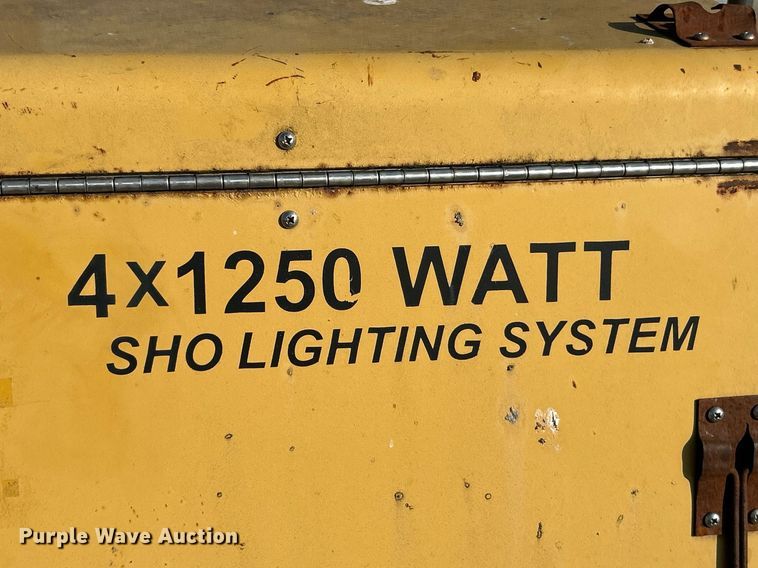 4x1250 WATT
SHO LIGHTING SYSTEM
Purple Wave Auction